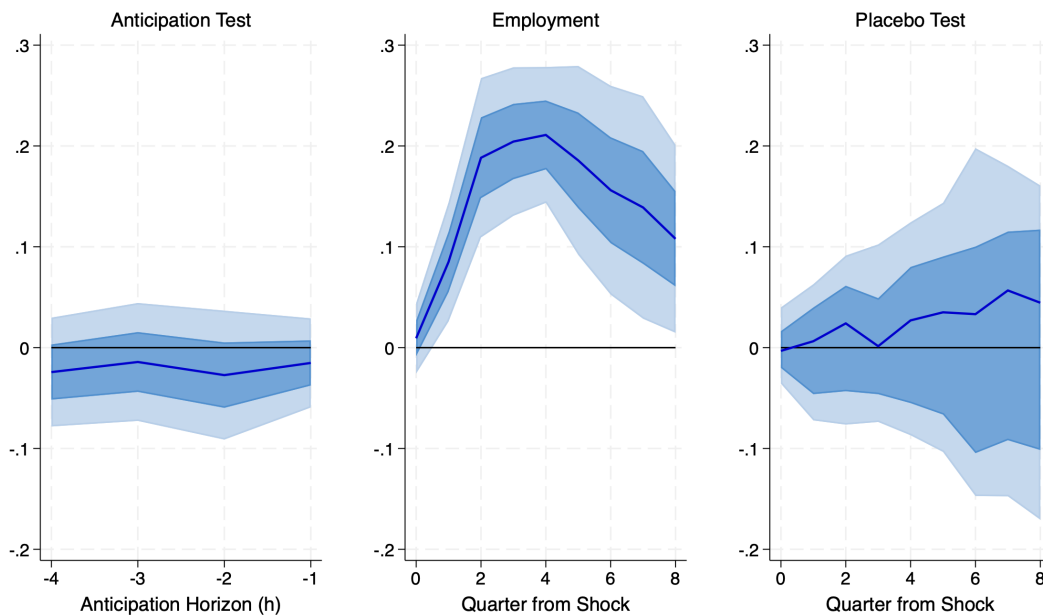 Anticipation Test
.3
.2
.1
0
-.1
-.2
-4 -3 -2 -1
Anticipation Horizon (h)
Employment
.3
.2
.1
0
-.1
-.2
0 2 4 6 8
Quarter from Shock
Placebo Test
.3
.2
.1
0
-.1
-.2
0 2 4 6 8
Quarter from Shock